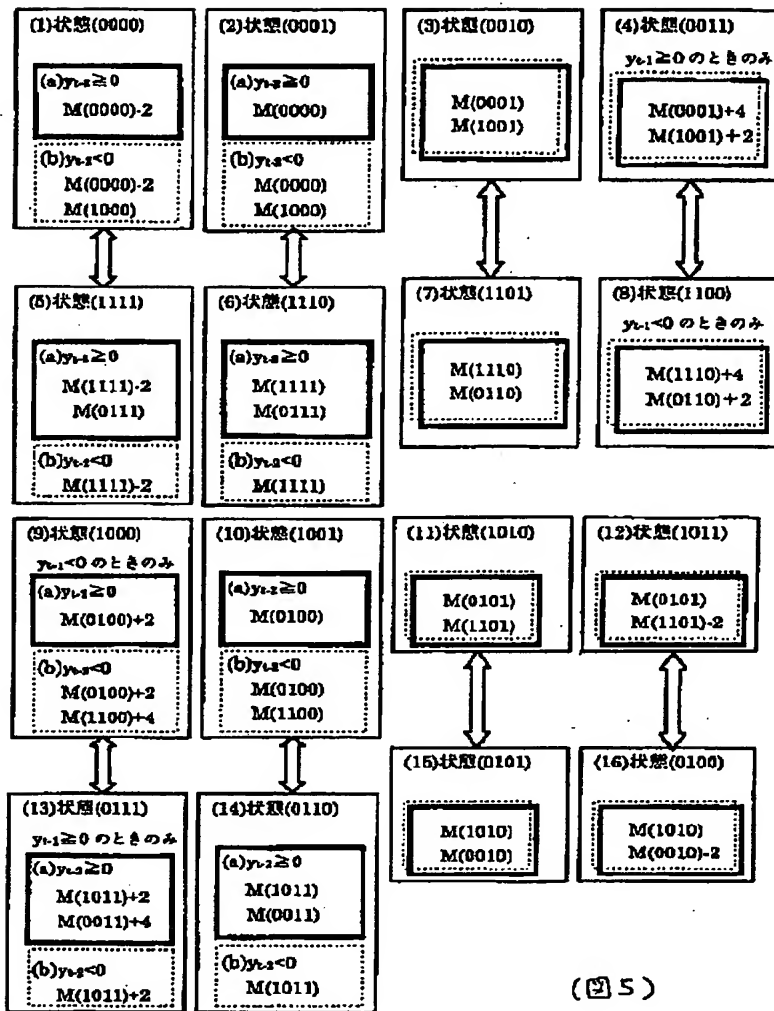 (1)状態(0000)
(a)yt-2≧0
M(0000)-2
(b)yt-2<0
M(0000)-2
M(1000)
(2)状態(0001)
(a)yt-2≧0
M(0000)
(b)yt-2<0
M(0000)
M(1000)
(3)状態(0010)
M(0001)
M(1001)
(4)状態(0011)
yt-1≧0 のときのみ
M(0001)+4
M(1001)+2
(5)状態(1111)
(a)yt-2≧0
M(1111)-2
M(0111)
(b)yt-2<0
M(1111)-2
(6)状態(1110)
(a)yt-2≧0
M(1111)
M(0111)
(b)yt-2<0
M(1111)
(7)状態(1101)
M(1110)
M(0110)
(8)状態(1100)
yt-1<0 のときのみ
M(1110)+4
M(0110)+2
(9)状態(1000)
yt-1<0 のときのみ
(a)yt-2≧0
M(0100)+2
(b)yt-2<0
M(0100)+2
M(1100)+4
(10)状態(1001)
(a)yt-2≧0
M(0100)
(b)yt-2<0
M(0100)
M(1100)
(11)状態(1010)
M(0101)
M(1101)
(12)状態(1011)
M(0101)
M(1101)-2
(13)状態(0111)
yt-1≧0 のときのみ
(a)yt-2≧0
M(1011)+2
M(0011)+4
(b)yt-2<0
M(1011)+2
(14)状態(0110)
(a)yt-2≧0
M(1011)
M(0011)
(b)yt-2<0
M(1011)
(15)状態(0101)
M(1010)
M(0010)
(16)状態(0100)
M(1010)
M(0010)-2
(図5)